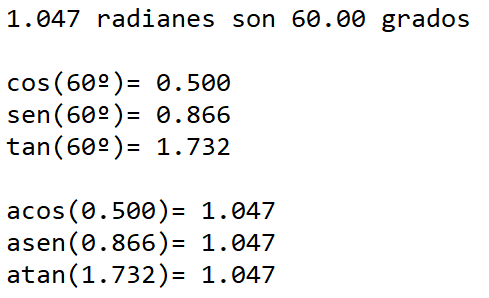 1.047 radianes son 60.00 grados
cos(60º)= 0.500
sen(60º)= 0.866
tan(60º)= 1.732
acos(0.500)= 1.047
asen(0.866)= 1.047
atan(1.732)= 1.047